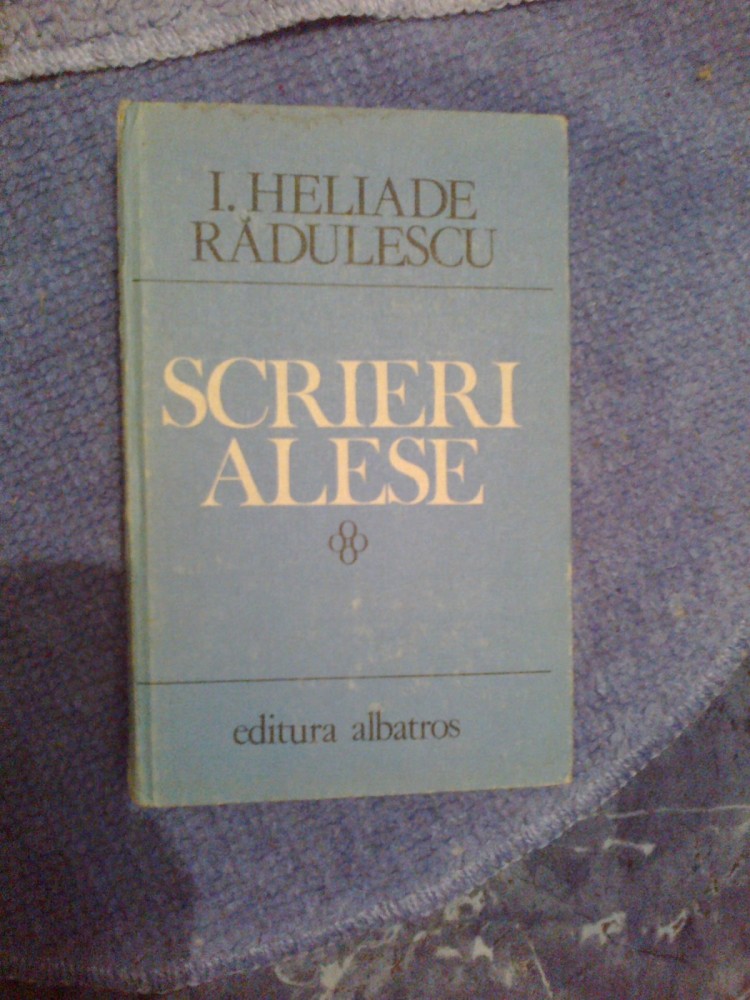 I. HELIADE
RĂDULESCU
SCRIERI
ALESE
editura albatros